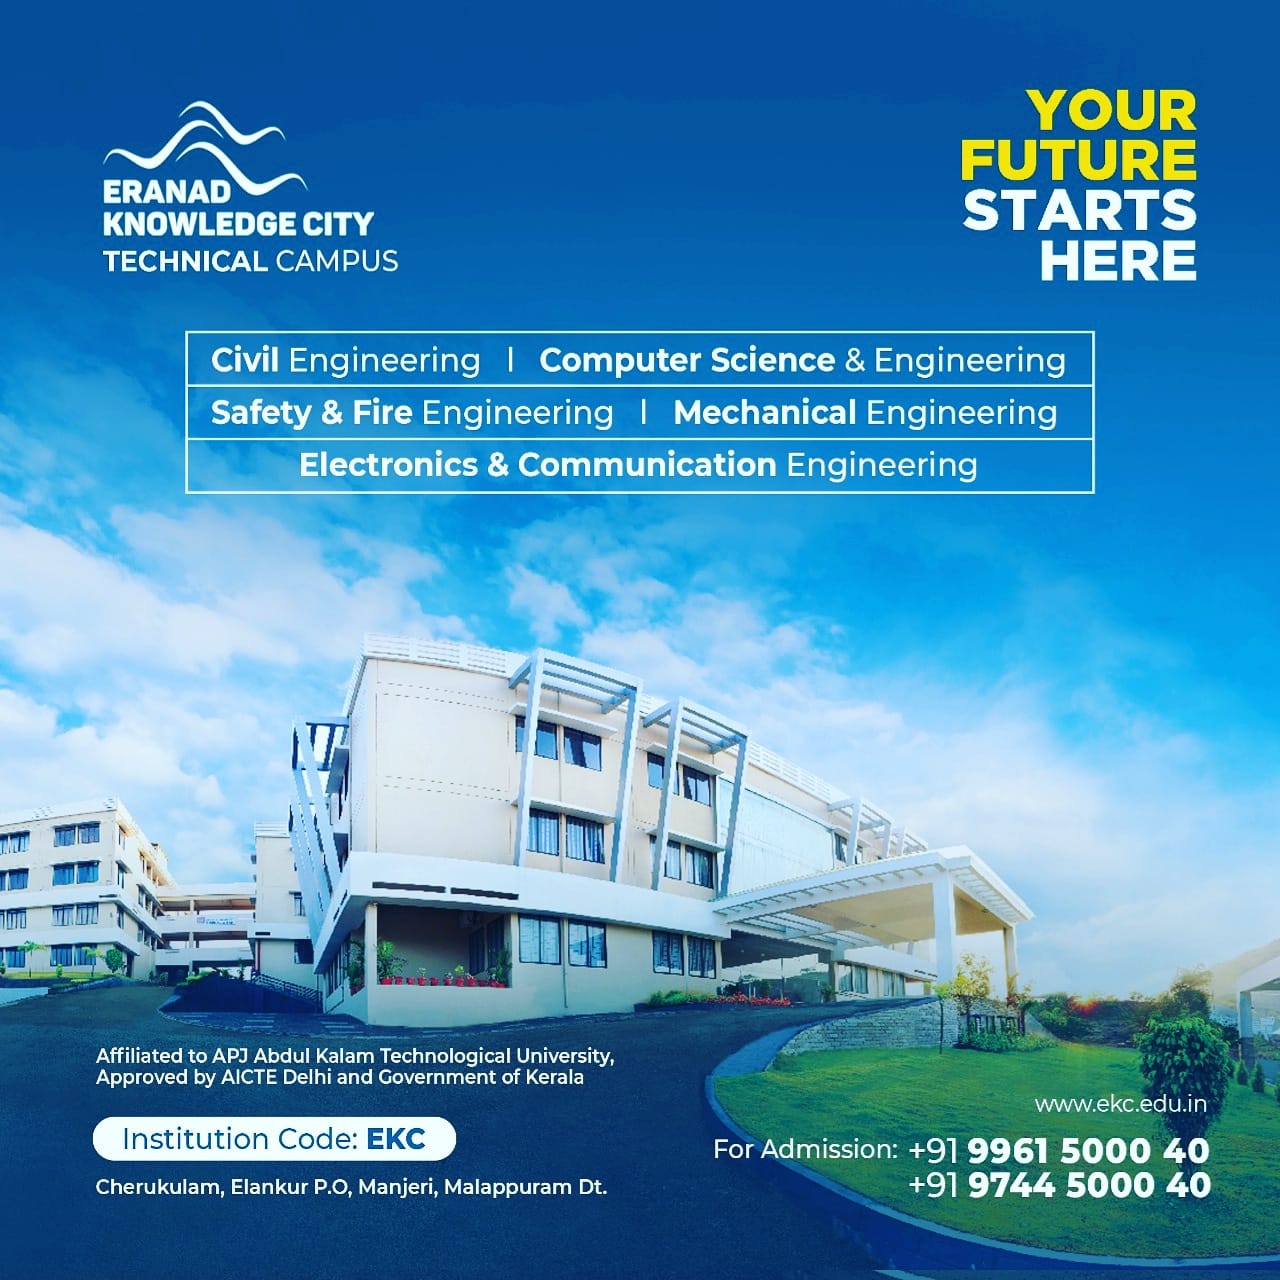 ERANAD
KNOWLEDGE CITY
TECHNICAL CAMPUS
YOUR
FUTURE
STARTS
HERE
Civil Engineering | Computer Science & Engineering
Safety & Fire Engineering | Mechanical Engineering
Electronics & Communication Engineering
Affiliated to APJ Abdul Kalam Technological University,
Approved by AICTE Delhi and Government of Kerala
Institution Code: EKC
Cherukulam, Elankur P.O, Manjeri, Malappuram Dt.
www.ekc.edu.in
For Admission: +91 9961 5000 40
+91 9744 5000 40